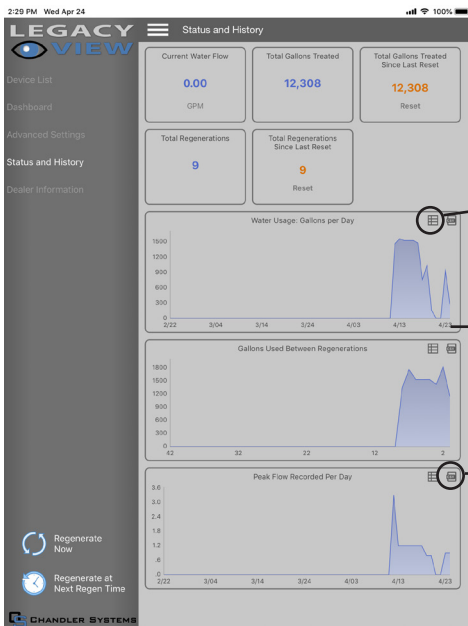 2:29 PM Wed Apr 24
100%
LEGACY
VIEW
Device List
Dashboard
Advanced Settings
Status and History
Dealer Information
Regenerate
Now
Regenerate at
Next Regen Time
CHANDLER SYSTEMS
Status and History
Current Water Flow
0.00
GPM
Total Gallons Treated
12,308
Total Gallons Treated
Since Last Reset
12,308
Reset
Total Regenerations
9
Total Regenerations
Since Last Reset
9
Reset
Water Usage: Gallons per Day
1500
1200
900
600
300
0
2/22 3/04 3/14 3/24 4/03 4/13 4/23
Gallons Used Between Regenerations
1800
1500
1200
900
600
300
0
42 32 22 12 2
Peak Flow Recorded Per Day
3.6
3.0
2.4
1.8
1.2
.6
.0
2/22 3/04 3/14 3/24 4/03 4/13 4/23